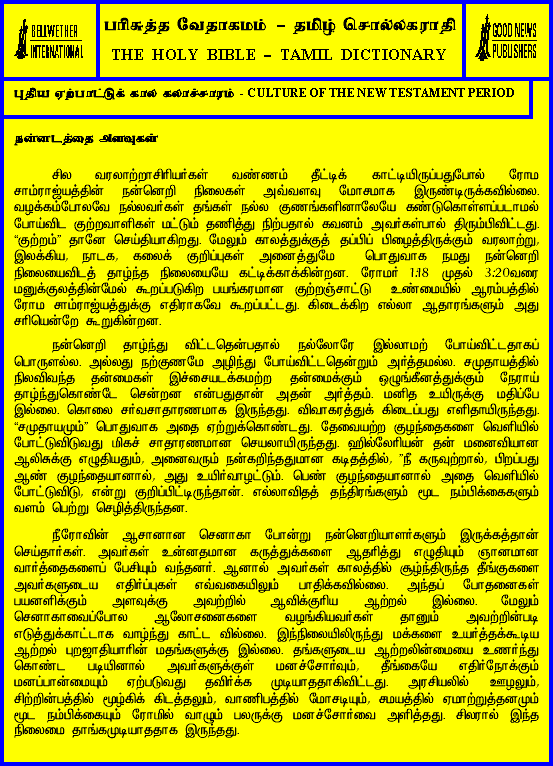 BELLWETHER
INTERNATIONAL
பரிசுத்த வேதாகமம் – தமிழ் சொல்லகராதி
THE HOLY BIBLE – TAMIL DICTIONARY
GOOD NEWS
PUBLISHERS
புதிய ஏற்பாட்டுக் கால கலாச்சாரம் - CULTURE OF THE NEW TESTAMENT PERIOD
நன்னடத்தை அளவுகள்
சில வரலாற்றாசிரியர்கள் வண்ணம் தீட்டிக் காட்டியிருப்பதுபோல் ரோம
சாம்ராஜ்யத்தின் நன்னெறி நிலைகள் அவ்வளவு மோசமாக இருண்டிருக்கவில்லை.
வழக்கம்போலவே நல்லவர்கள் தங்கள் நல்ல குணங்களினாலேயே கண்டுகொள்ளப்படாமல்
போய்விட குற்றவாளிகள் மட்டும் தணித்து நிற்பதால் கவனம் அவர்கள்பால் திரும்பிவிட்டது.
“குற்றம்” தானே செய்தியாகிறது. மேலும் காலத்துக்குத் தப்பிப் பிழைத்திருக்கும் வரலாறு,
இலக்கிய, நாடக, கலைக் குறிப்புகள் அனைத்துமே பொதுவாக நமது நன்னெறி
நிலையைவிடத் தாழ்ந்த நிலையையே கட்டிக்காக்கின்றன. ரோமர் 1:18 முதல் 3:20வரை
மனுக்குலத்தின்மேல் கூறப்படுகிற பயங்கரமான குற்றஞ்சாட்டு உண்மையில் ஆரம்பத்தில்
ரோம சாம்ராஜ்யத்துக்கு எதிராகவே கூறப்பட்டது. கிடைக்கிற எல்லா ஆதாரங்களும் அது
சரியென்றே கூறுகின்றன.
நன்னெறி தாழ்ந்து விட்டதென்பதால் நல்லோரே இல்லாமற் போய்விட்டதாகப்
பொருளல்ல. அல்லது நற்குணமே அழிந்து போய்விட்டதென்றும் அர்த்தமல்ல. சமுதாயத்தில்
நிலவிவந்த தன்மைகள் இச்சையடக்கமற்ற தன்மைக்கும் ஒழுங்கீனத்துக்கும் நேராய்
தாழ்ந்துகொண்டே சென்றன என்பதுதான் அதன் அர்த்தம். மனித உயிருக்கு மதிப்பே
இல்லை. கொலை சர்வசாதாரணமாக இருந்தது. விவாகரத்துக் கிடைப்பது எளிதாயிருந்தது.
“சமுதாயமும்” பொதுவாக அதை ஏற்றுக்கொண்டது. தேவையற்ற குழந்தைகளை வெளியில்
போட்டுவிடுவது மிகச் சாதாரணமான செயலாயிருந்தது. ஹில்லேரியன் தன் மனைவியான
ஆலிசுக்கு எழுதியதும், அனைவரும் நன்கறிந்ததுமான கடிதத்தில், ”நீ கருவுற்றால், பிறப்பது
ஆண் குழந்தையானால், அது உயிர்வாழட்டும். பெண் குழந்தையானால் அதை வெளியில்
போட்டுவிடு, என்று குறிப்பிட்டிருந்தான். எல்லாவிதத் தந்திரங்களும் மூட நம்பிக்கைகளும்
வளம் பெற்று செழித்திருந்தன.
நீரோவின் ஆசானான செனாகா போன்று நன்னெறியாளர்களும் இருக்கத்தான்
செய்தார்கள். அவர்கள் உன்னதமான கருத்துக்களை ஆதரித்து எழுதியும் ஞானமான
வார்த்தைகளைப் பேசியும் வந்தனர். ஆனால் அவர்கள் காலத்தில் சூழ்ந்திருந்த தீங்குகளை
அவர்களுடைய எதிர்ப்புகள் எவ்வகையிலும் பாதிக்கவில்லை. அந்தப் போதனைகள்
பயனளிக்கும் அளவுக்கு அவற்றில் ஆவிக்குரிய ஆற்றல் இல்லை. மேலும்
செனாகாவைப்போல ஆலோசனைகளை வழங்கியவர்கள் தானும் அவற்றின்படி
எடுத்துக்காட்டாக வாழ்ந்து காட்ட வில்லை. இந்நிலையிலிருந்து மக்களை உயர்த்தக்கூடிய
ஆற்றல் புறஜாதியாரின் மதங்களுக்கு இல்லை. தங்களுடைய ஆற்றலின்மையை உணர்ந்து
கொண்ட படியினால் அவர்களுக்குள் மனச்சோர்வும், தீங்கையே எதிர்நோக்கும்
மனப்பான்மையும் ஏற்படுவது தவிர்க்க முடியாததாகிவிட்டது. அரசியலில் ஊழலும்,
சிற்றின்பத்தில் மூழ்கிக் கிடத்தலும், வாணிபத்தில் மோசடியும், சமயத்தில் ஏமாற்றுத்தனமும்
மூட நம்பிக்கையும் ரோமில் வாழும் பலருக்கு மனச்சோர்வை அளித்தது. சிலரால் இந்த
நிலைமை தாங்கமுடியாததாக இருந்தது.